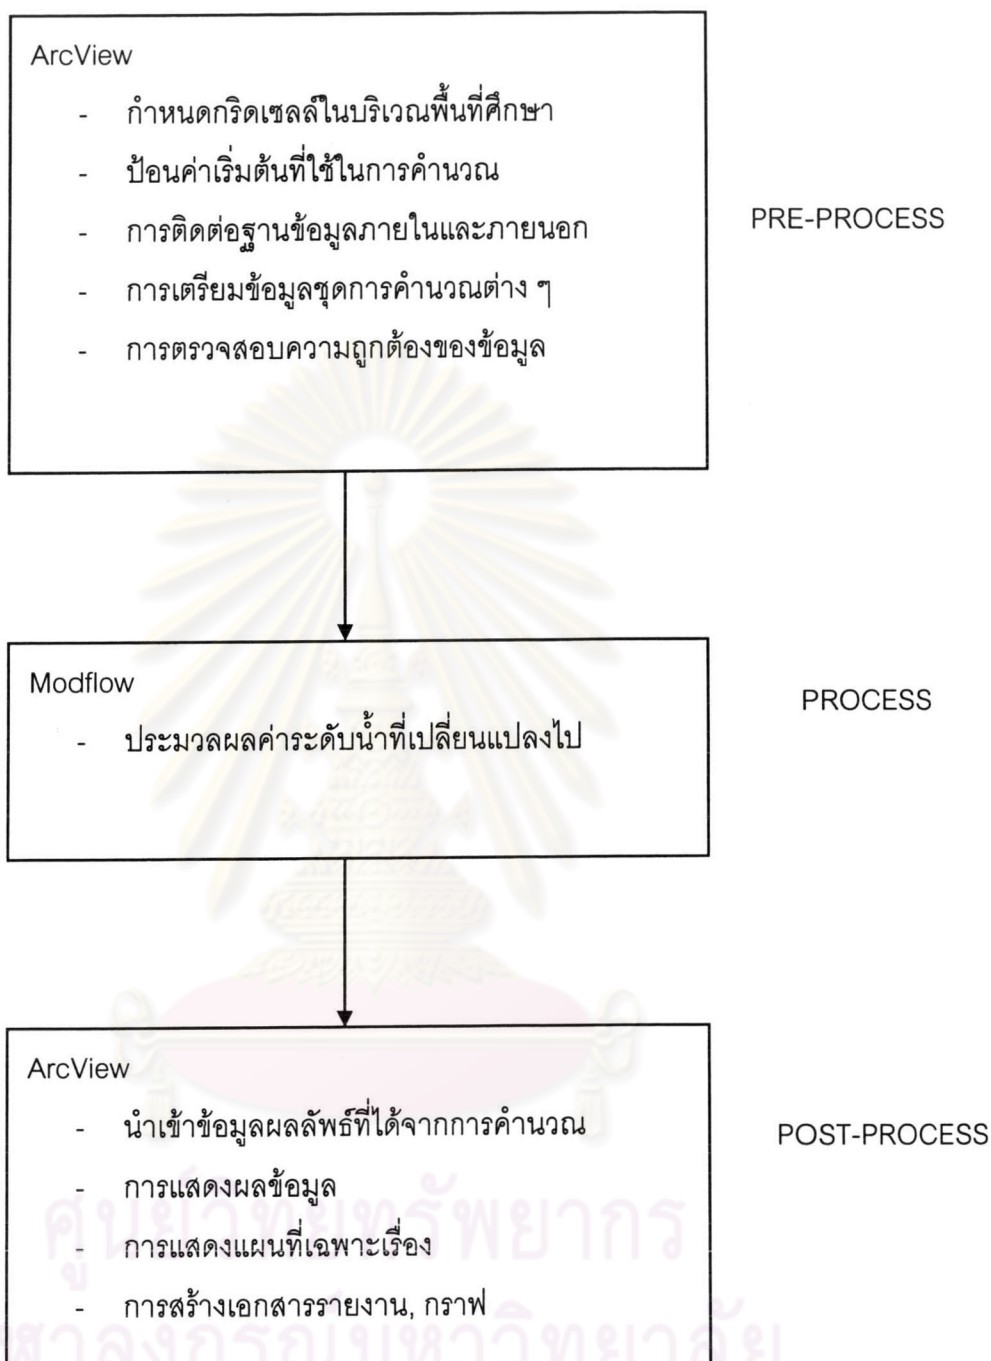 ArcView
- กำหนดกริดเซลล์ในบริเวณพื้นที่ศึกษา
- ป้อนค่าเริ่มต้นที่ใช้ในการคำนวณ
- การติดต่อฐานข้อมูลภายในและภายนอก
- การเตรียมข้อมูลชุดการคำนวณต่าง ๆ
- การตรวจสอบความถูกต้องของข้อมูล
PRE-PROCESS
Modflow
- ประมวลผลค่าระดับน้ำที่เปลี่ยนแปลงไป
PROCESS
ArcView
- นำเข้าข้อมูลผลลัพธ์ที่ได้จากการคำนวณ
- การแสดงผลข้อมูล
- การแสดงแผนที่เฉพาะเรื่อง
- การสร้างเอกสารรายงาน, กราฟ
POST-PROCESS
ศูนย์วิทยทรัพยากร
จุฬาลงกรณ์มหาวิทยาลัย